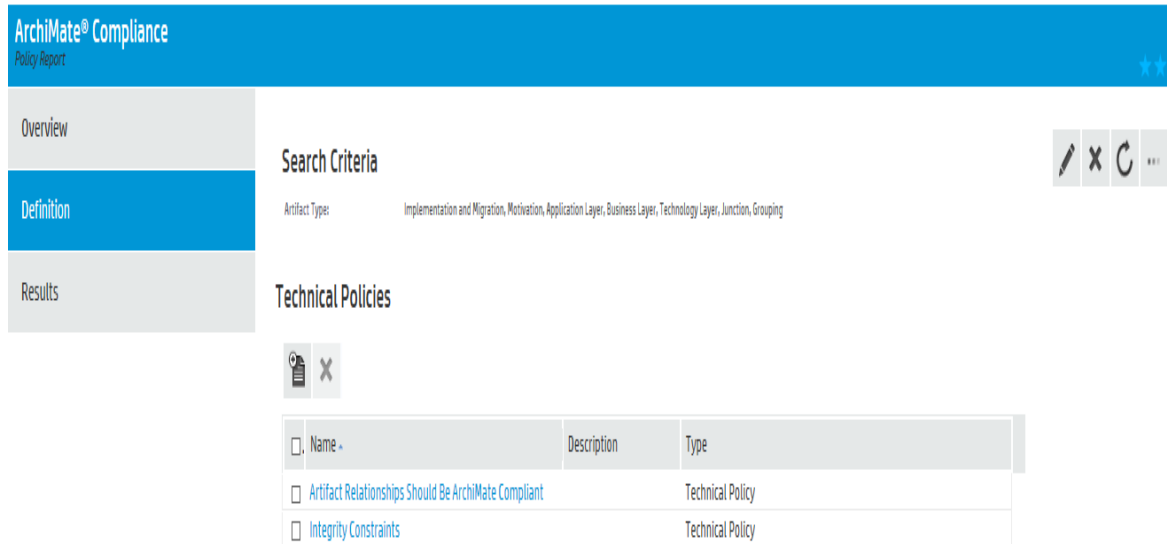 ArchiMate® Compliance
Policy Report
Overview
Definition
Results
Search Criteria
Artifact Type: Implementation and Migration, Motivation, Application Layer, Business Layer, Technology Layer, Junction, Grouping
Technical Policies
Name Description Type
Artifact Relationships Should Be ArchiMate Compliant Technical Policy
Integrity Constraints Technical Policy